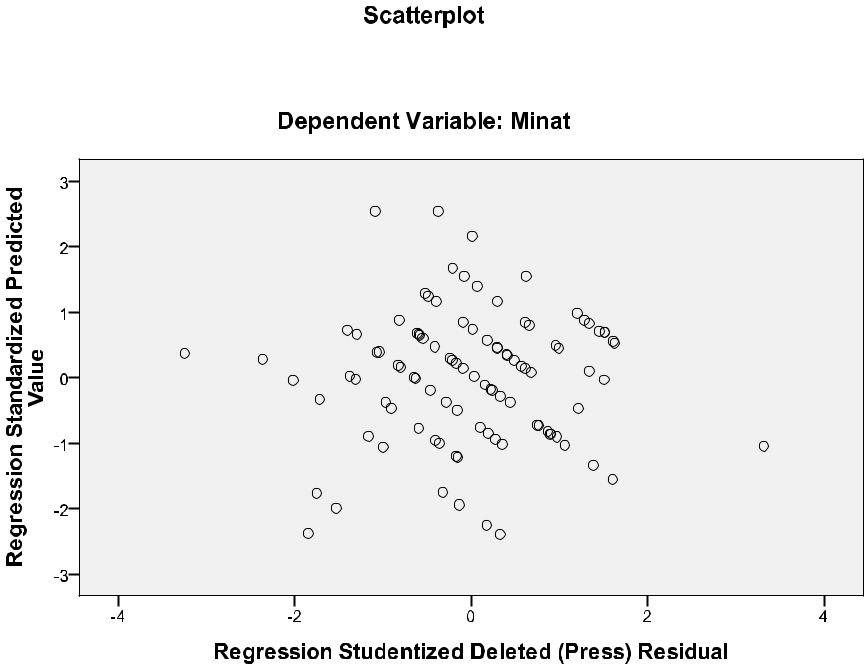 Scatterplot
Dependent Variable: Minat
Regression Standardized Predicted
Value
3
2
1
0
-1
-2
-3
-4
-2
0
2
4
Regression Studentized Deleted (Press) Residual